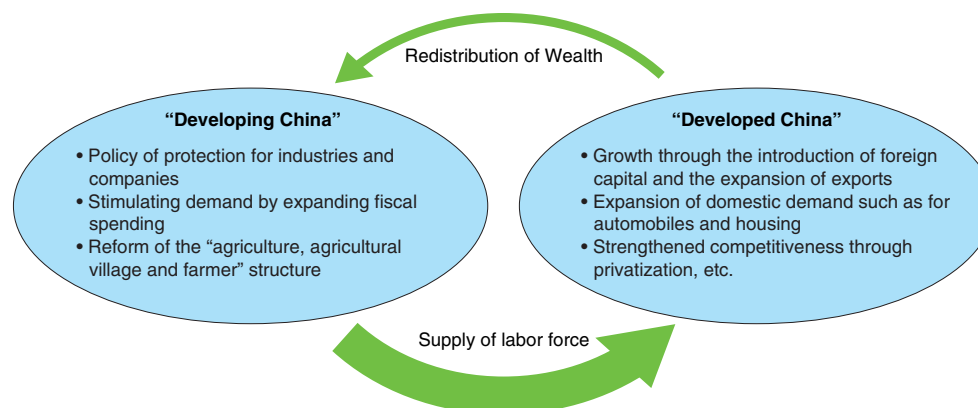 Redistribution of Wealth
“Developing China”
• Policy of protection for industries and
companies
• Stimulating demand by expanding fiscal
spending
• Reform of the “agriculture, agricultural
village and farmer” structure
“Developed China”
• Growth through the introduction of foreign
capital and the expansion of exports
• Expansion of domestic demand such as for
automobiles and housing
• Strengthened competitiveness through
privatization, etc.
Supply of labor force